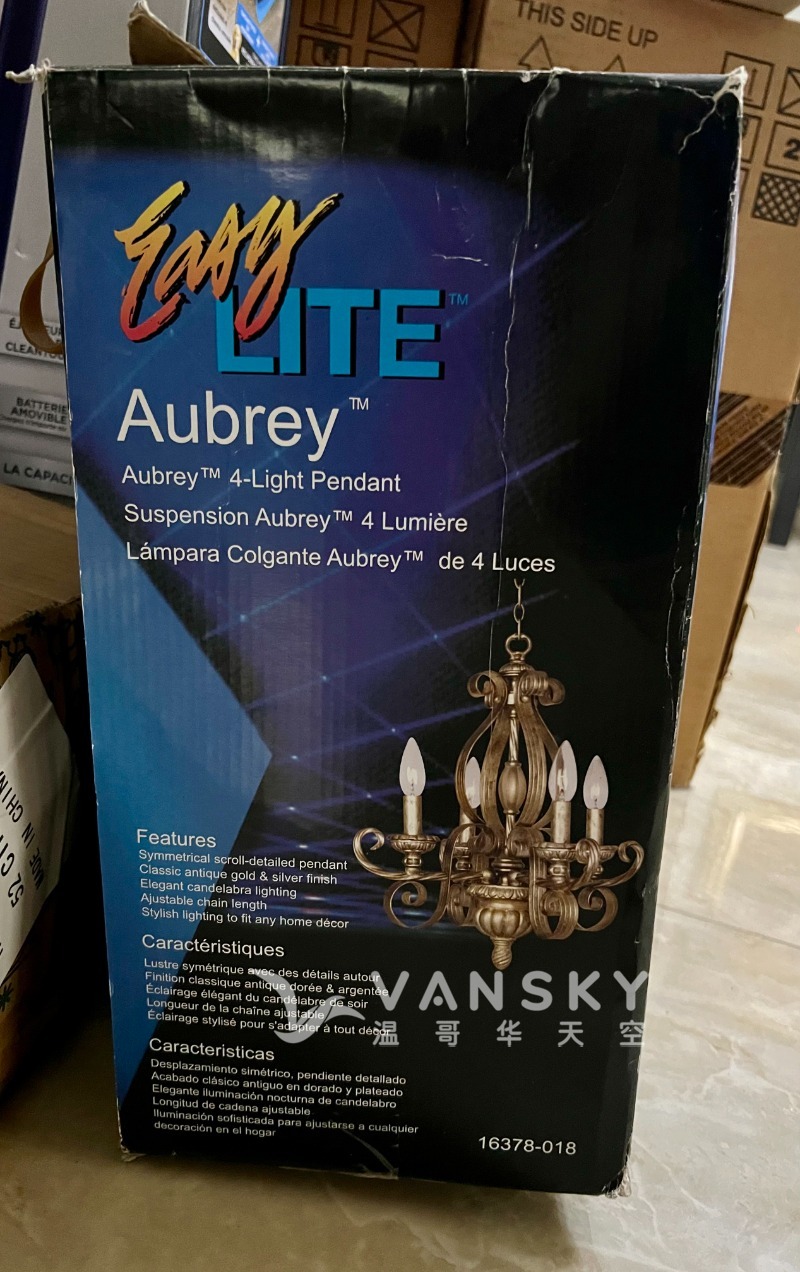 THIS SIDE UP
2
Easy
LITE™
Aubrey™
Aubrey™ 4-Light Pendant
Suspension Aubrey™ 4 Lumière
Lámpara Colgante Aubrey™ de 4 Luces
BATTERIE
AMOVIBLE
LA CAPACI
MADE IN CHIN
Features
Symmetrical scroll-detailed pendant
Classic antique gold & silver finish
Elegant candelabra lighting
Ajustable chain length
Stylish lighting to fit any home décor
Caractéristiques
Lustre symétrique avec des détails autour
Finition classique antique dorée & argentée
Éclairage élégant du candélabre de soir
Longueur de la chaîne ajustable
Éclairage stylisé pour s'adapter à tout décor
VANSKY
温哥华天空
Caracteristicas
Desplazamiento simétrico, pendiente detallado
Acabado clásico antiguo en dorado y plateado
Elegante iluminación nocturna de candelabro
Longitud de cadena ajustable
Iluminación sofisticada para ajustarse a cualquier
decoración en el hogar
16378-018